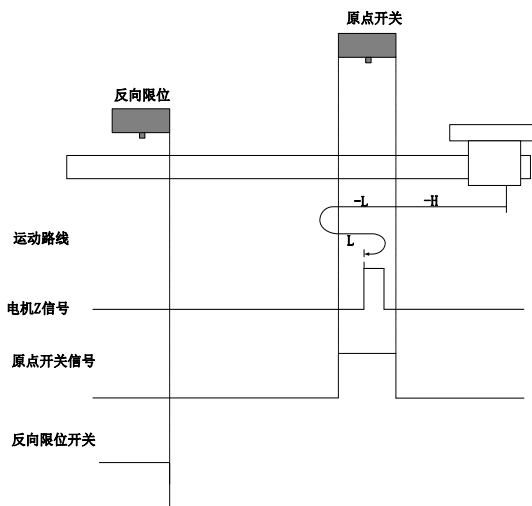 原点开关
反向限位
-L
-H
运动路线
L
电机Z信号
原点开关信号
反向限位开关